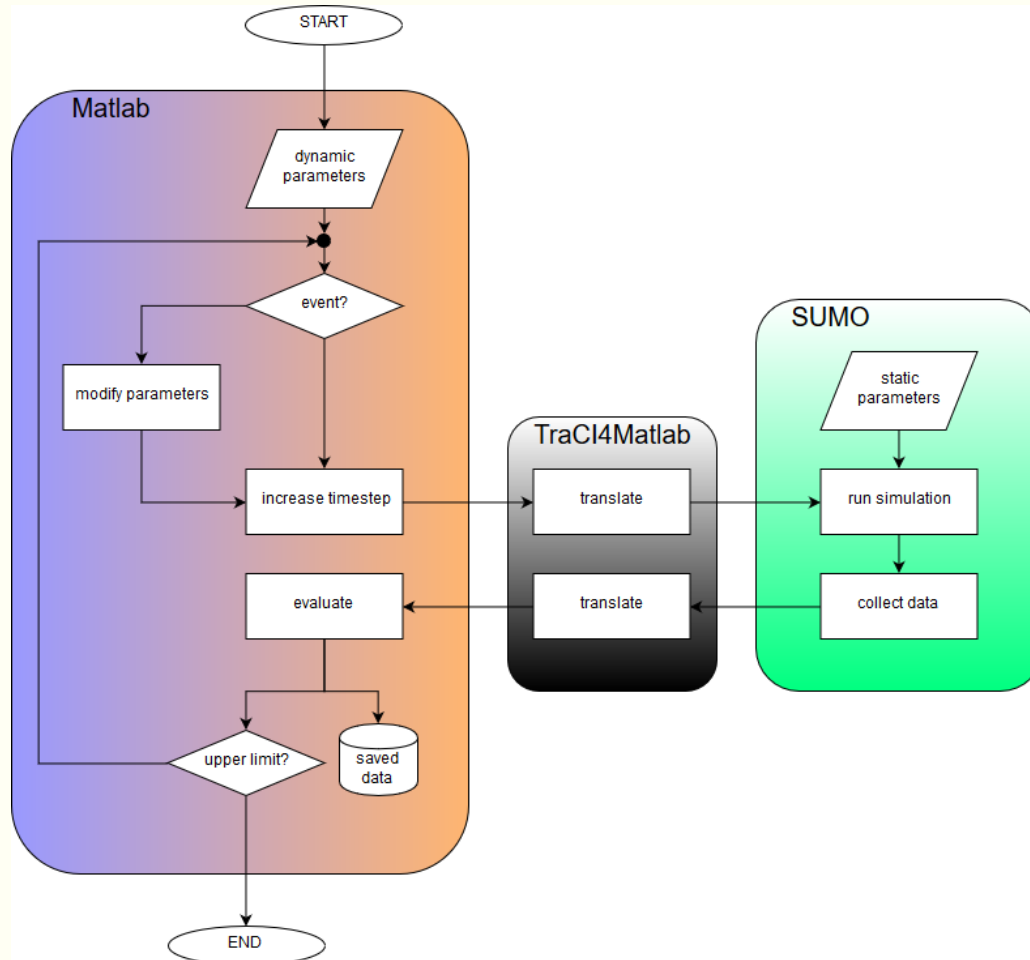 START
Matlab
dynamic
parameters
event?
modify parameters
increase timestep
evaluate
upper limit?
saved
data
TraCI4Matlab
translate
translate
SUMO
static
parameters
run simulation
collect data
END